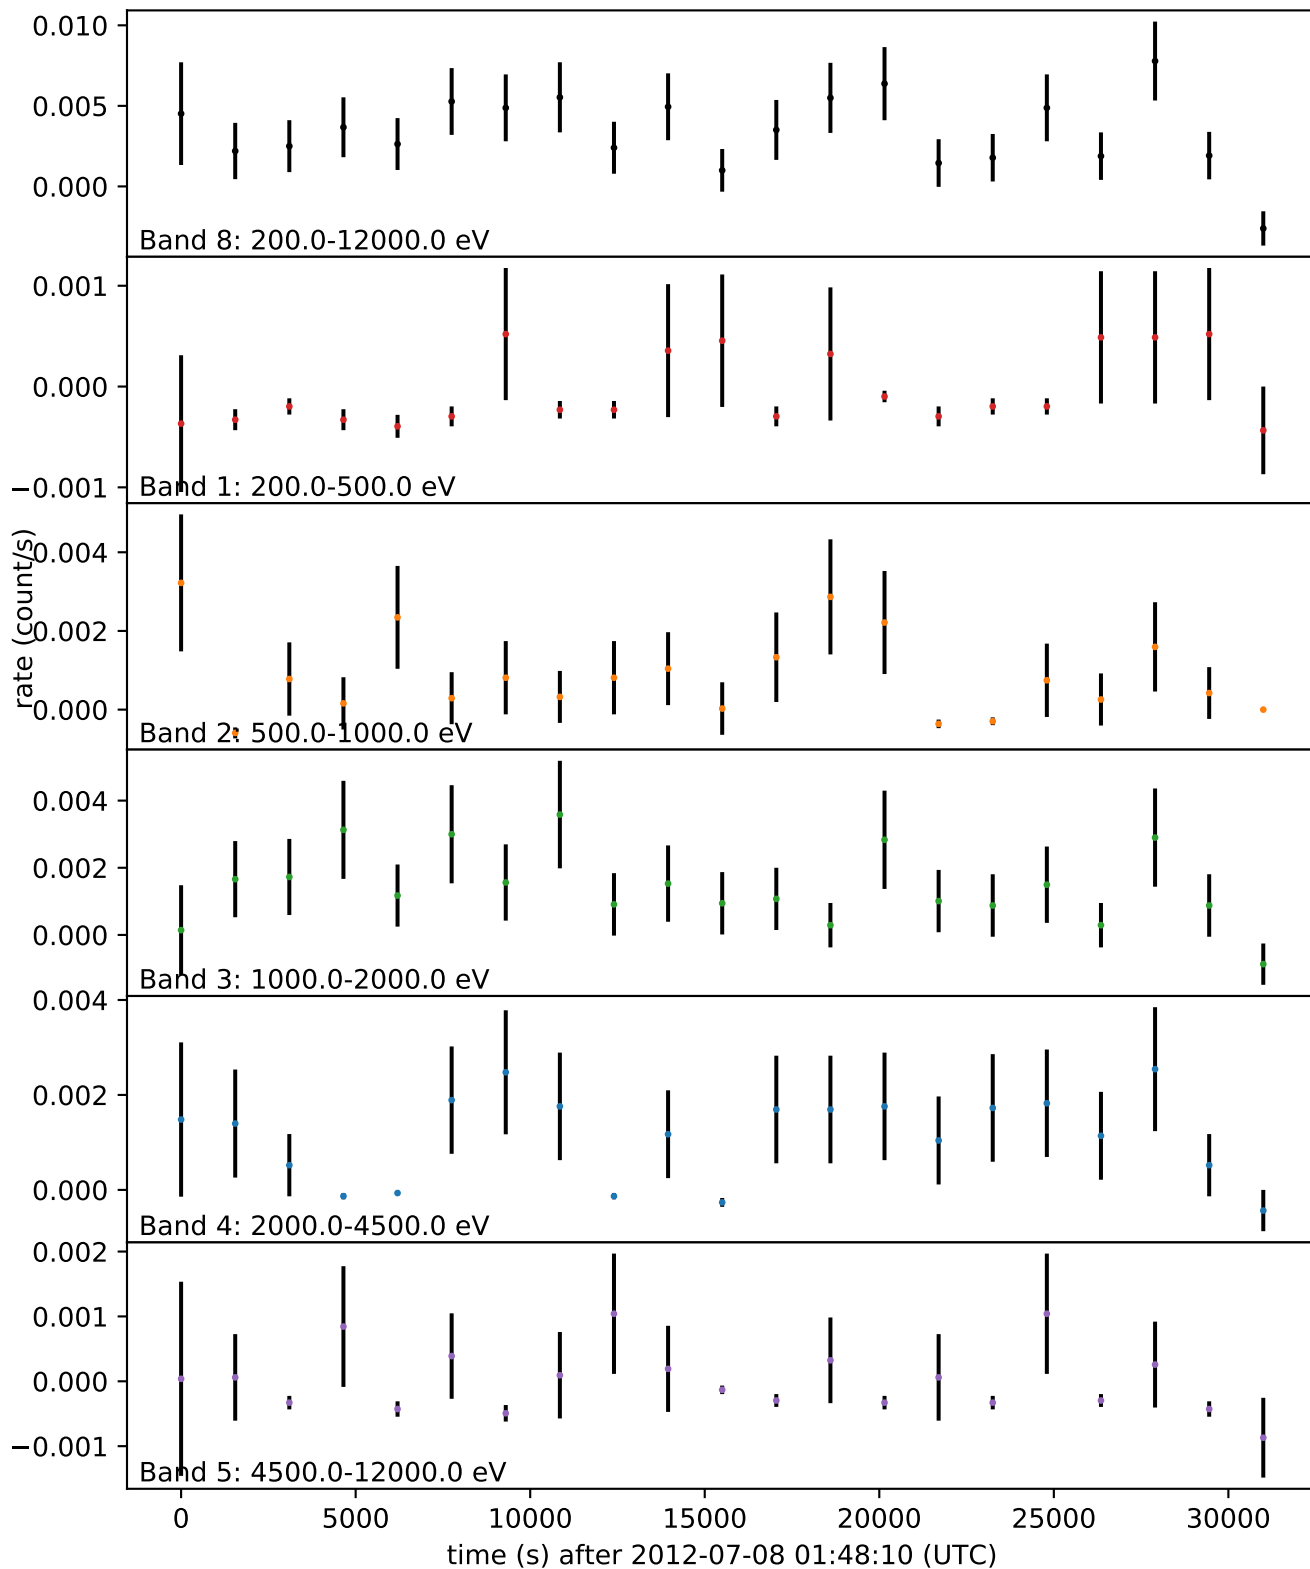 0.010
0.005
0.000
Band 8: 200.0-12000.0 eV
0.001
0.000
−0.001
Band 1: 200.0-500.0 eV
rate (count/s)
0.004
0.002
0.000
Band 2: 500.0-1000.0 eV
0.004
0.002
0.000
Band 3: 1000.0-2000.0 eV
0.004
0.002
0.000
Band 4: 2000.0-4500.0 eV
0.002
0.001
0.000
−0.001
Band 5: 4500.0-12000.0 eV
0 5000 10000 15000 20000 25000 30000
time (s) after 2012-07-08 01:48:10 (UTC)